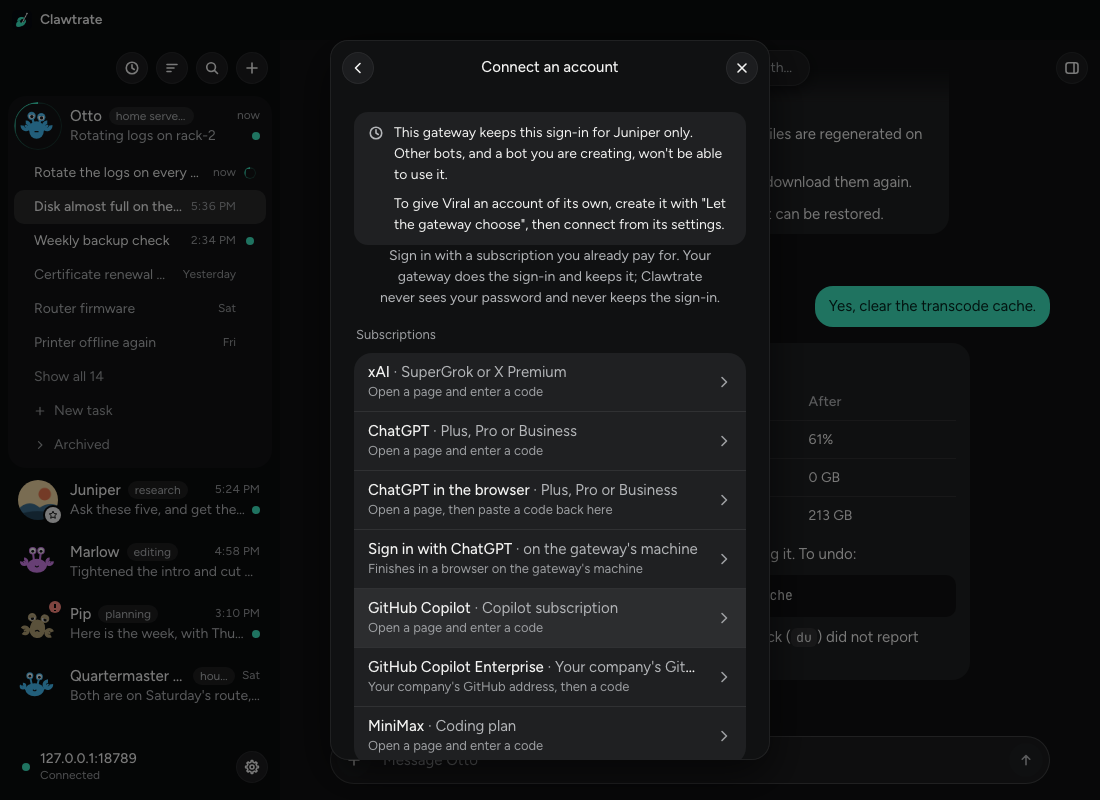 Clawtrate
Otto
home serve...
now
Rotating logs on rack-2
Rotate the logs on every ...
now
Disk almost full on the...
5:36 PM
Weekly backup check
2:34 PM
Certificate renewal ...
Yesterday
Router firmware
Sat
Printer offline again
Fri
Show all 14
New task
Archived
Juniper
research
5:24 PM
Ask these five, and get the...
Marlow
editing
4:58 PM
Tightened the intro and cut ...
Pip
planning
3:10 PM
Here is the week, with Thu...
Quartermaster ...
hou...
Sat
Both are on Saturday's route,...
127.0.0.1:18789
Connected
Connect an account
This gateway keeps this sign-in for Juniper only.
Other bots, and a bot you are creating, won't be able
to use it.
To give Viral an account of its own, create it with "Let
the gateway choose", then connect from its settings.
Sign in with a subscription you already pay for. Your
gateway does the sign-in and keeps it; Clawtrate
never sees your password and never keeps the sign-in.
Subscriptions
xAI · SuperGrok or X Premium
Open a page and enter a code
ChatGPT · Plus, Pro or Business
Open a page and enter a code
ChatGPT in the browser · Plus, Pro or Business
Open a page, then paste a code back here
Sign in with ChatGPT · on the gateway's machine
Finishes in a browser on the gateway's machine
GitHub Copilot · Copilot subscription
Open a page and enter a code
GitHub Copilot Enterprise · Your company's Git...
Your company's GitHub address, then a code
MiniMax · Coding plan
Open a page and enter a code
th...
iles are regenerated on
download them again.
can be restored.
Yes, clear the transcode cache.
After
61%
0 GB
213 GB
g it. To undo:
che
ck ( du ) did not report
Message Otto